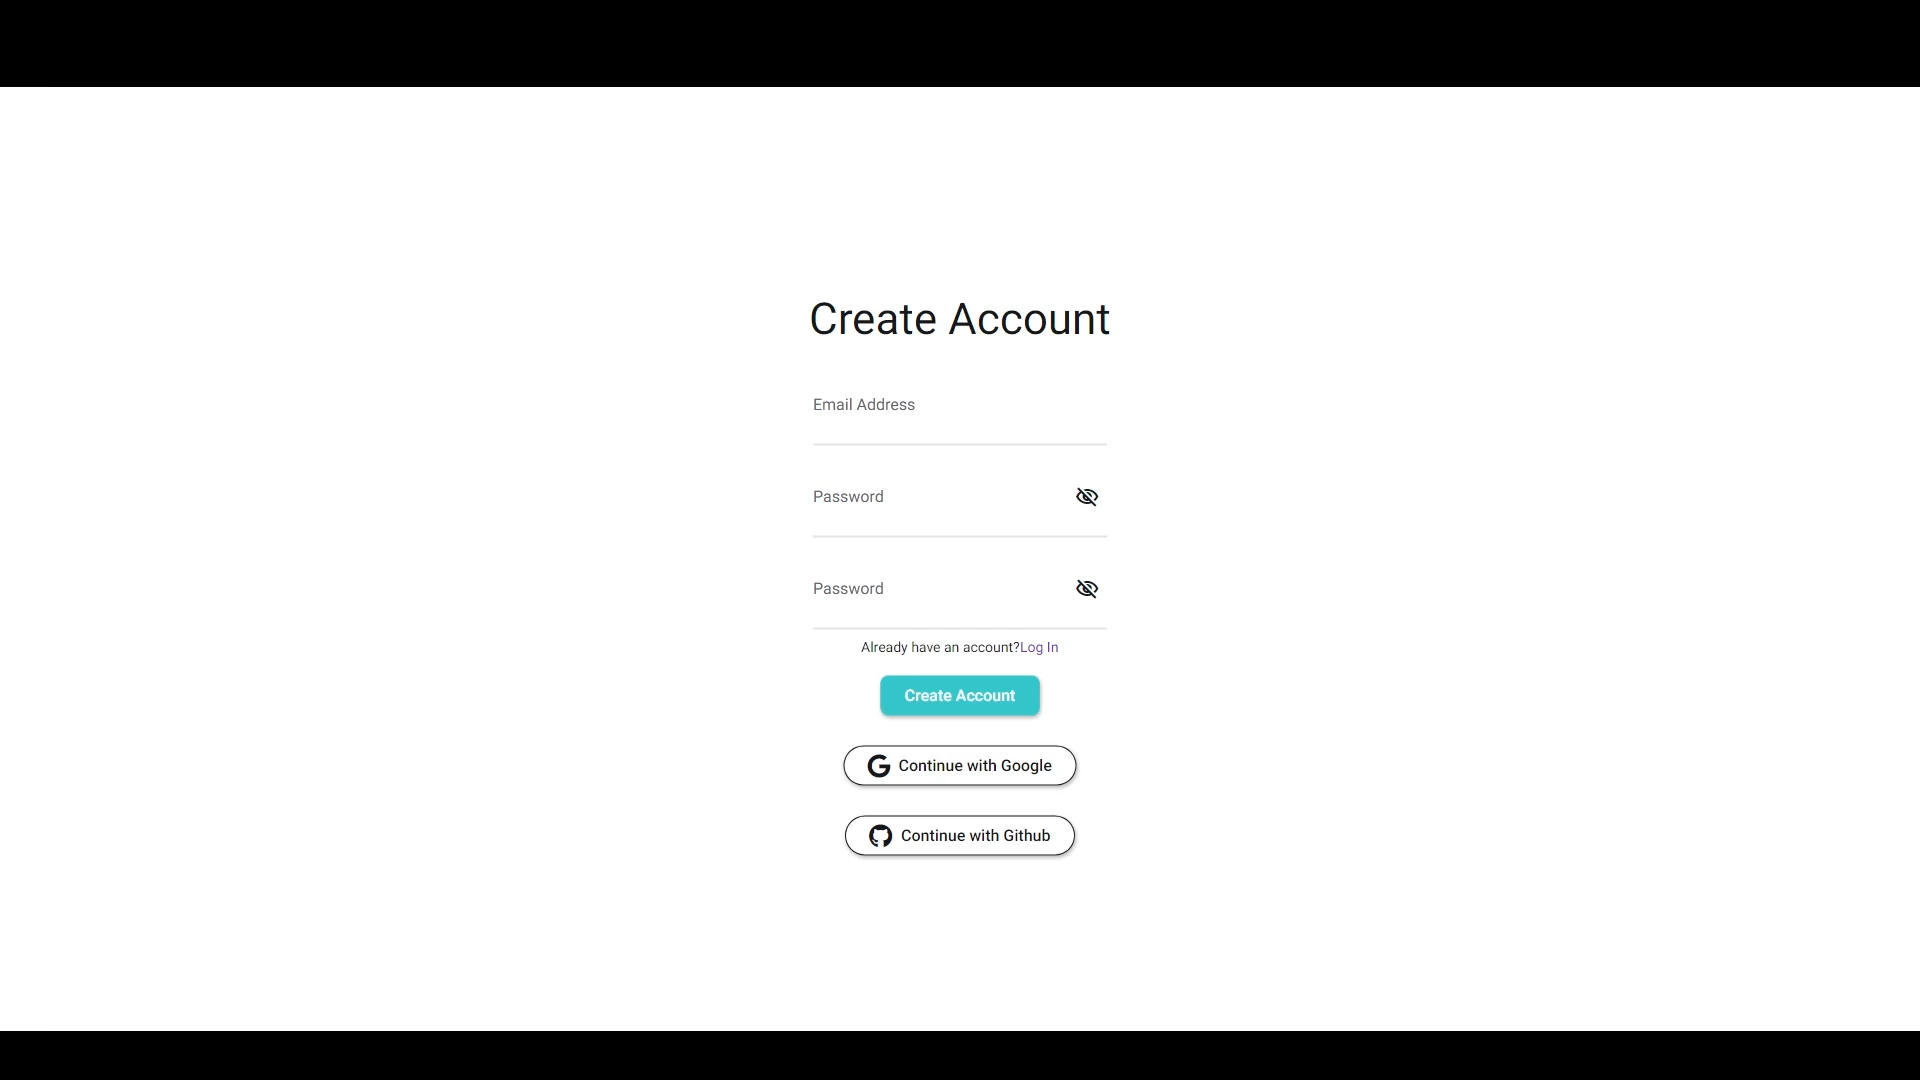 Create Account
Email Address
Password
Password
Already have an account?Log In
Create Account
Continue with Google
Continue with Github